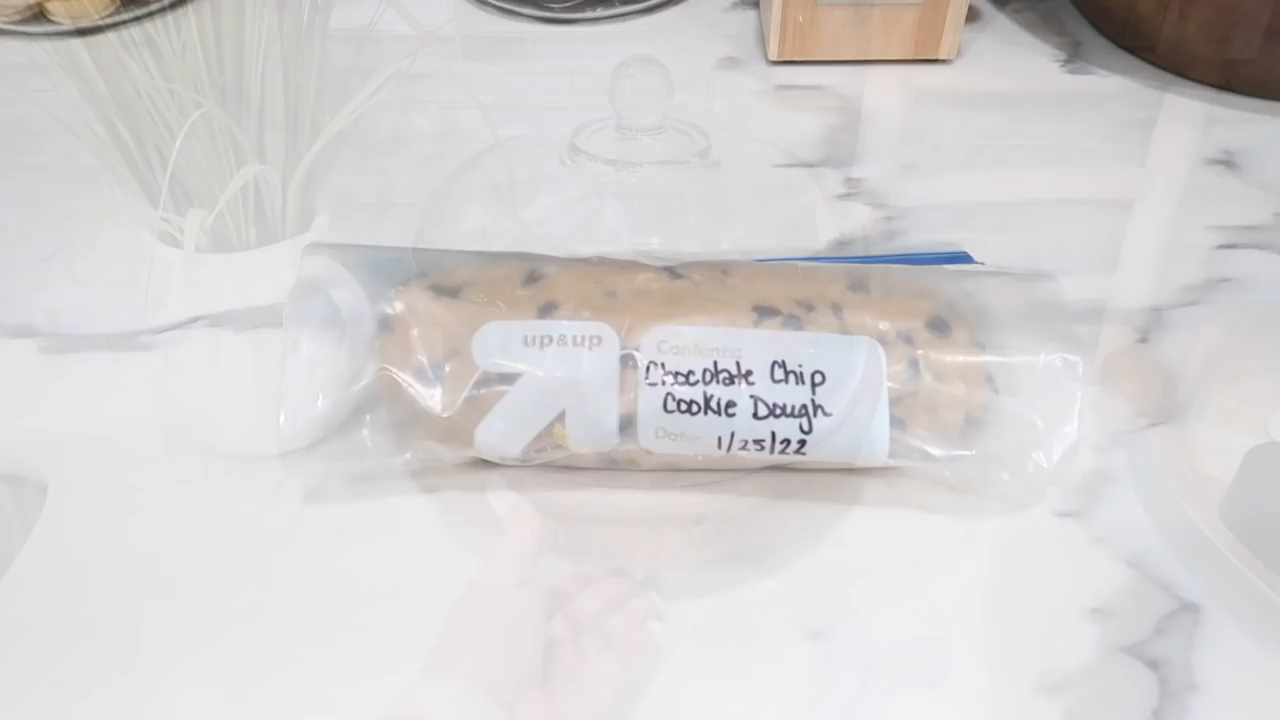 up&up
Contents:
Chocolate Chip
Cookie Dough
Date: 1/25/22